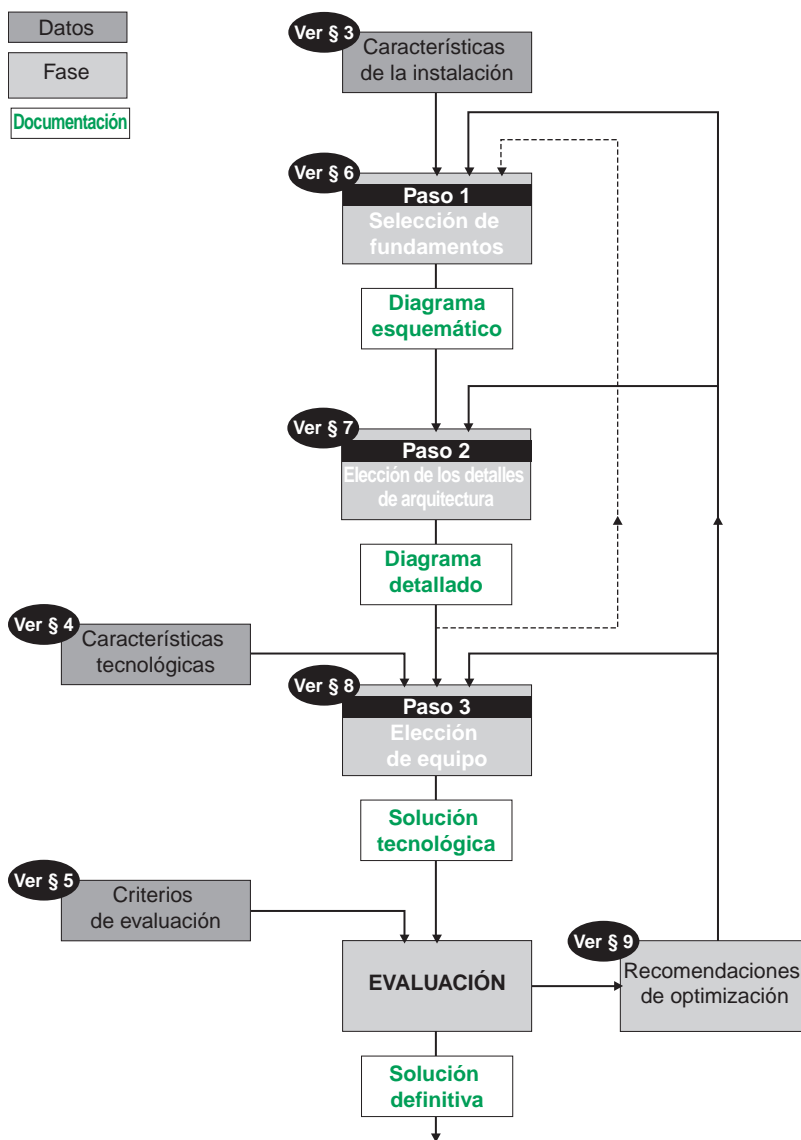 Datos
Fase
Documentación
Ver § 3
Características
de la instalación
Ver § 6
Paso 1
Selección de
fundamentos
Diagrama
esquemático
Ver § 7
Paso 2
Elección de los detalles
de arquitectura
Diagrama
detallado
Ver § 4
Características
tecnológicas
Ver § 8
Paso 3
Elección
de equipo
Solución
tecnológica
Ver § 5
Criterios
de evaluación
EVALUACIÓN
Ver § 9
Recomendaciones
de optimización
Solución
definitiva